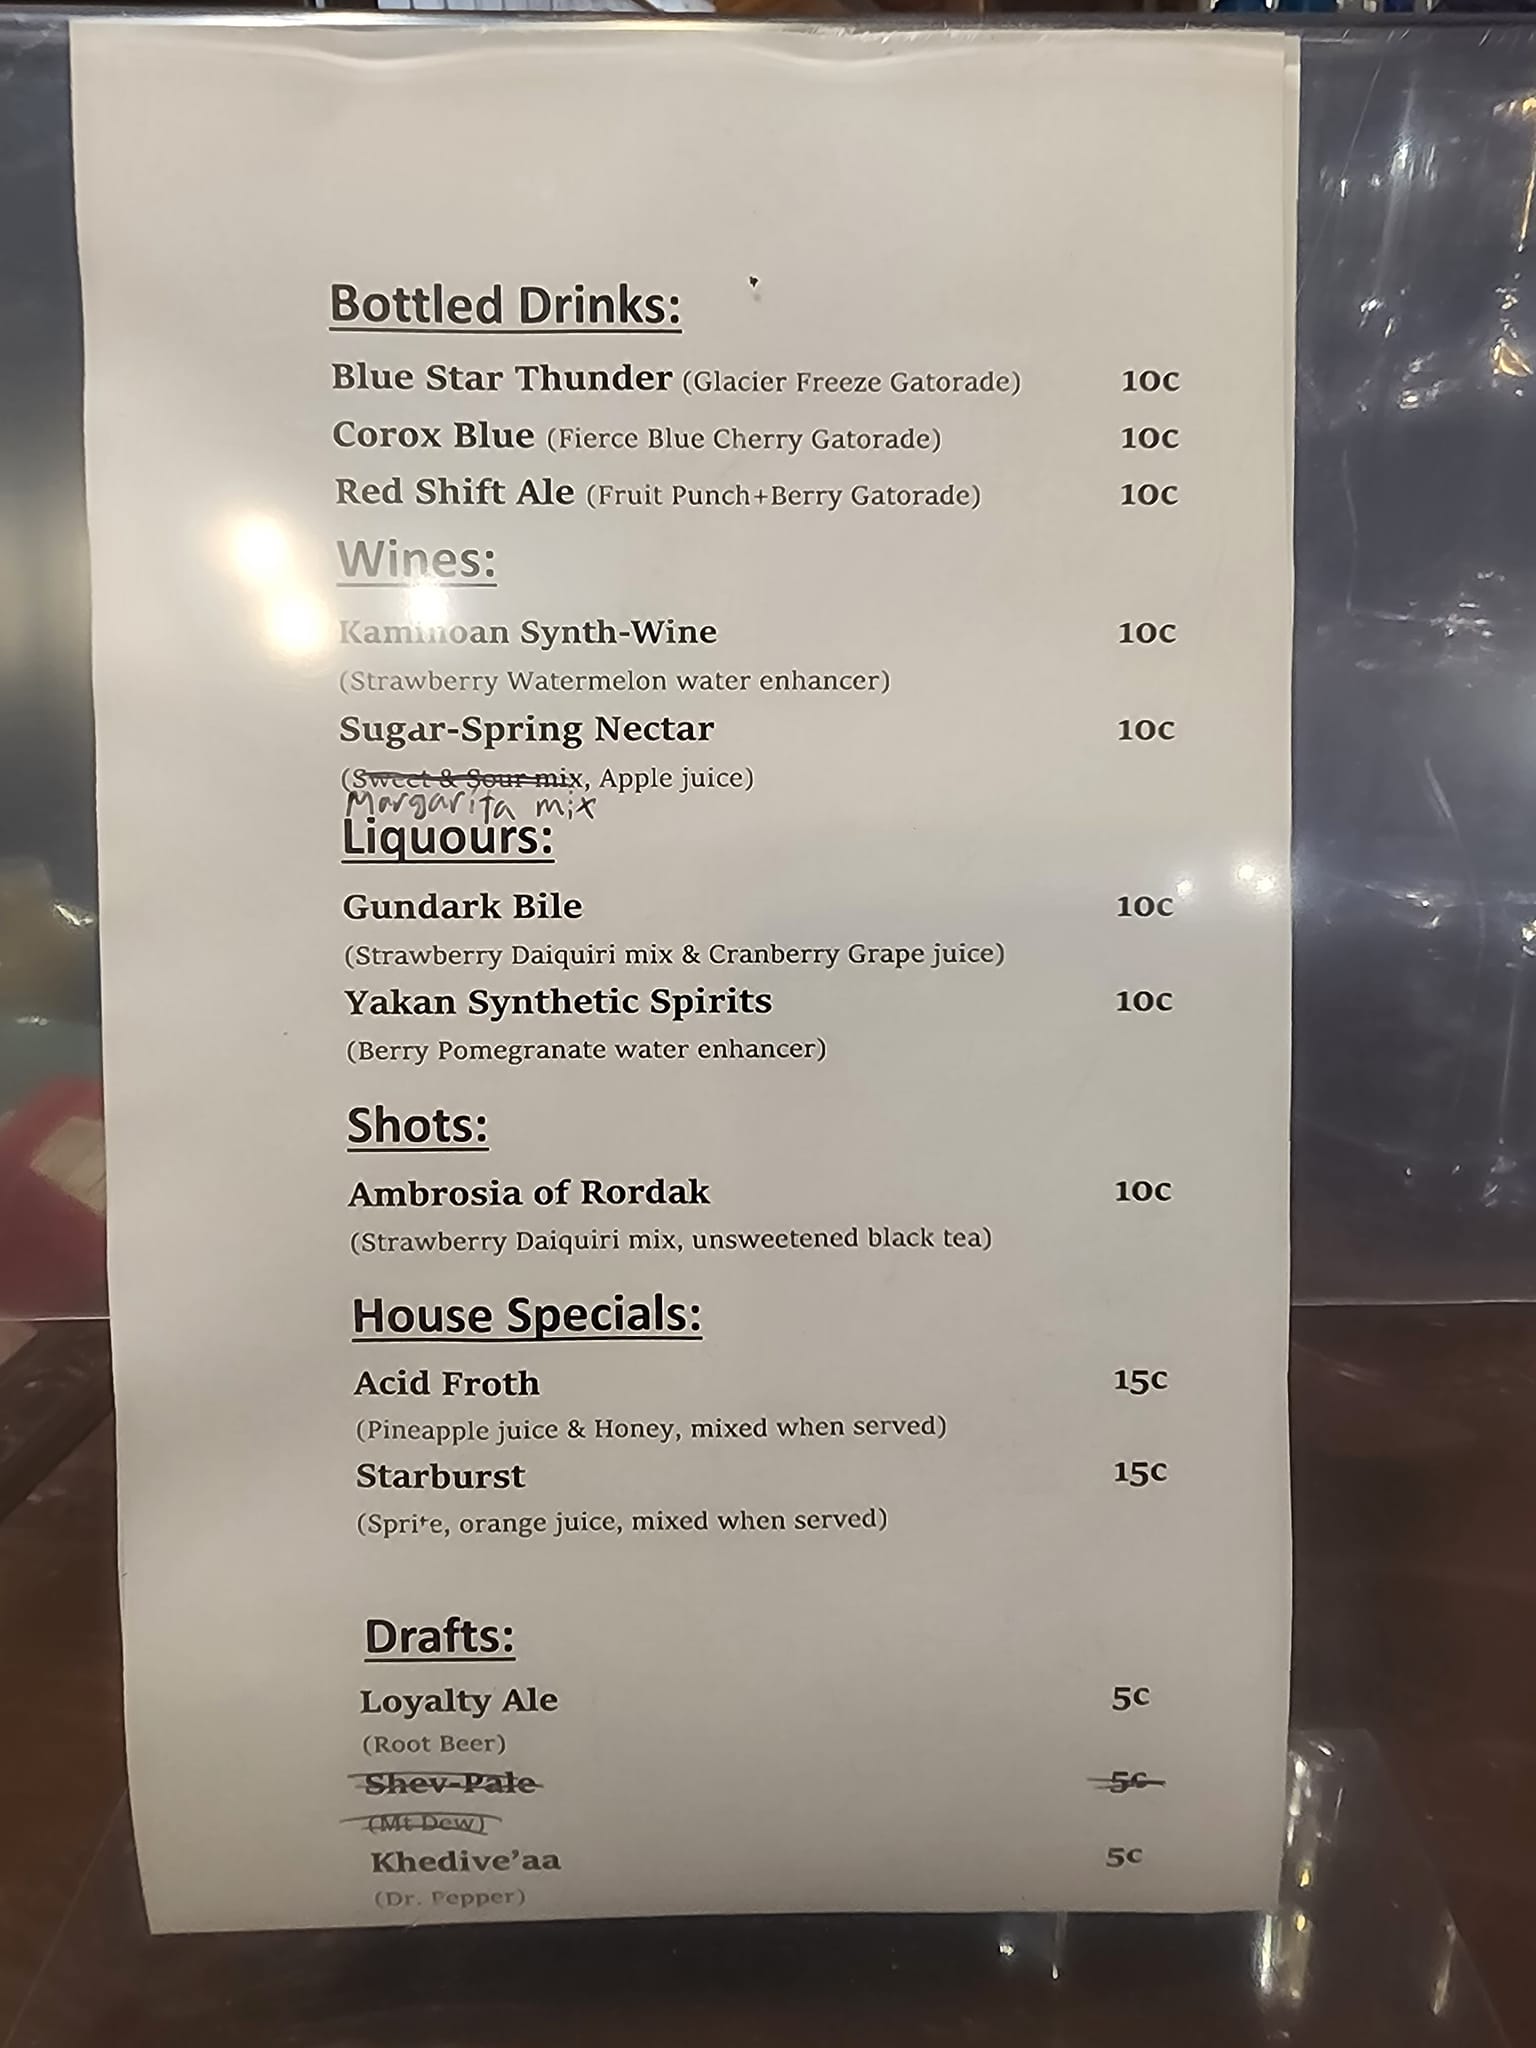 Bottled Drinks:
Blue Star Thunder (Glacier Freeze Gatorade) 10c
Corox Blue (Fierce Blue Cherry Gatorade) 10c
Red Shift Ale (Fruit Punch+Berry Gatorade) 10c
Wines:
Kaminoan Synth-Wine 10c
(Strawberry Watermelon water enhancer)
Sugar-Spring Nectar 10c
(Sweet & Sour mix, Apple juice)
Margarita mix
Liquours:
Gundark Bile 10c
(Strawberry Daiquiri mix & Cranberry Grape juice)
Yakan Synthetic Spirits 10c
(Berry Pomegranate water enhancer)
Shots:
Ambrosia of Rordak 10c
(Strawberry Daiquiri mix, unsweetened black tea)
House Specials:
Acid Froth 15c
(Pineapple juice & Honey, mixed when served)
Starburst 15c
(Sprite, orange juice, mixed when served)
Drafts:
Loyalty Ale 5c
(Root Beer)
Shev-Pale 5c
(Mt Dew)
Khedive'aa 5c
(Dr. Pepper)